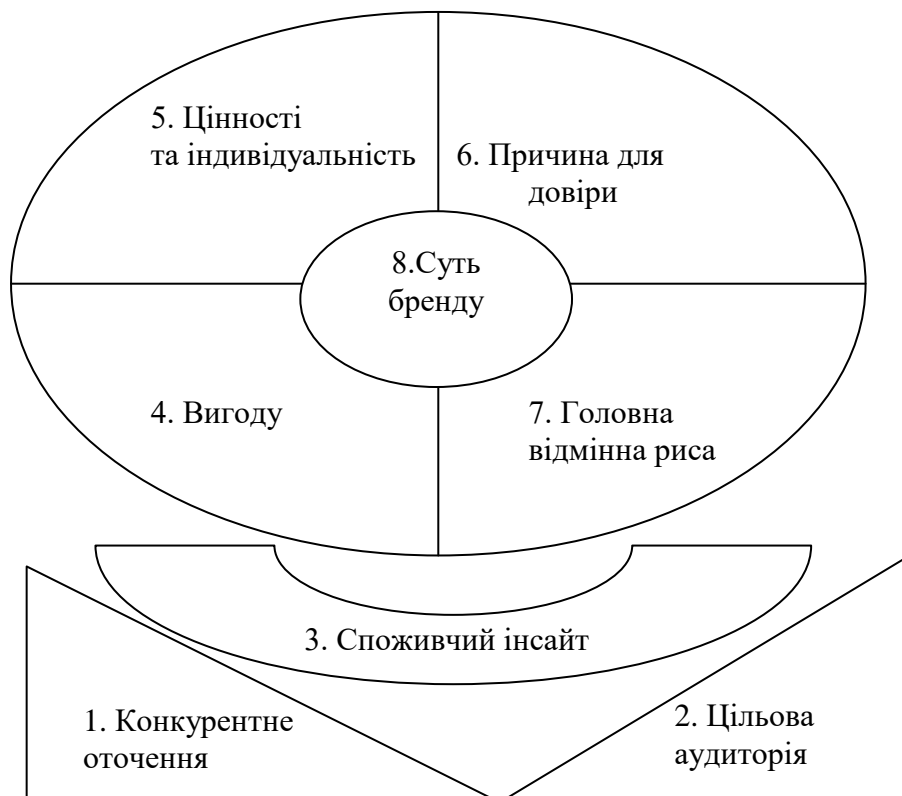 5. Цінності
та індивідуальність
6. Причина для
довіри
8.Суть
бренду
4. Вигоду
7. Головна
відмінна риса
3. Споживчий інсайт
1. Конкурентне
оточення
2. Цільова
аудиторія